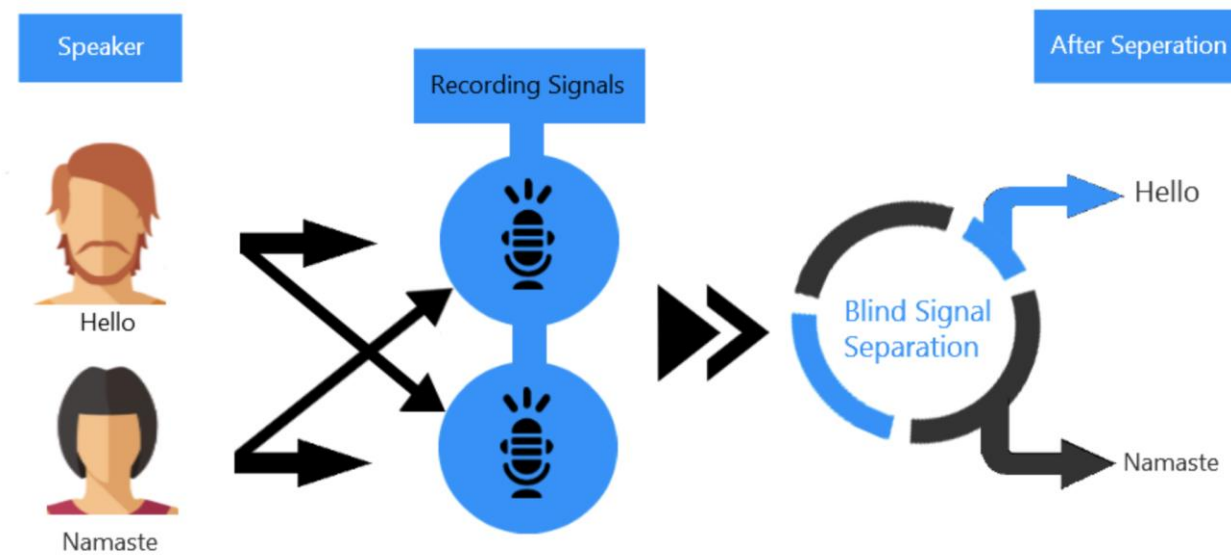 Speaker
Recording Signals
After Seperation
Hello
Namaste
Blind Signal
Separation
Hello
Namaste